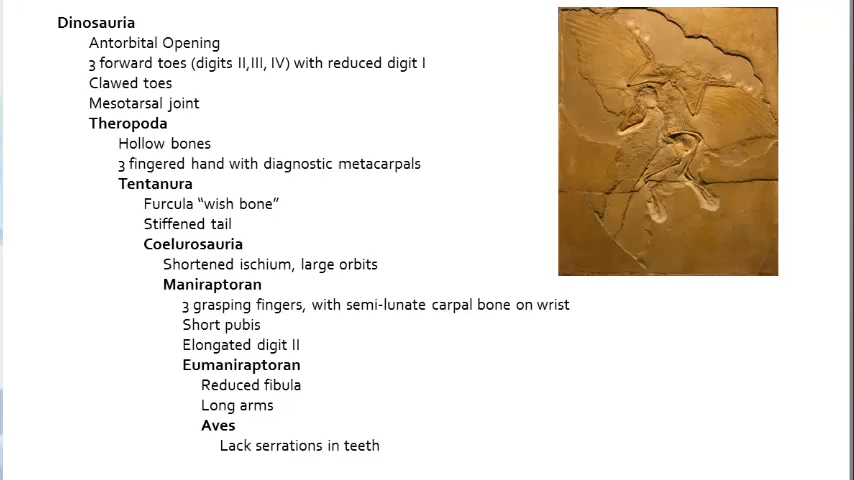 Dinosauria
Antorbital Opening
3 forward toes (digits II,III, IV) with reduced digit I
Clawed toes
Mesotarsal joint
Theropoda
Hollow bones
3 fingered hand with diagnostic metacarpals
Tentanura
Furcula “wish bone”
Stiffened tail
Coelurosauria
Shortened ischium, large orbits
Maniraptoran
3 grasping fingers, with semi-lunate carpal bone on wrist
Short pubis
Elongated digit II
Eumaniraptoran
Reduced fibula
Long arms
Aves
Lack serrations in teeth